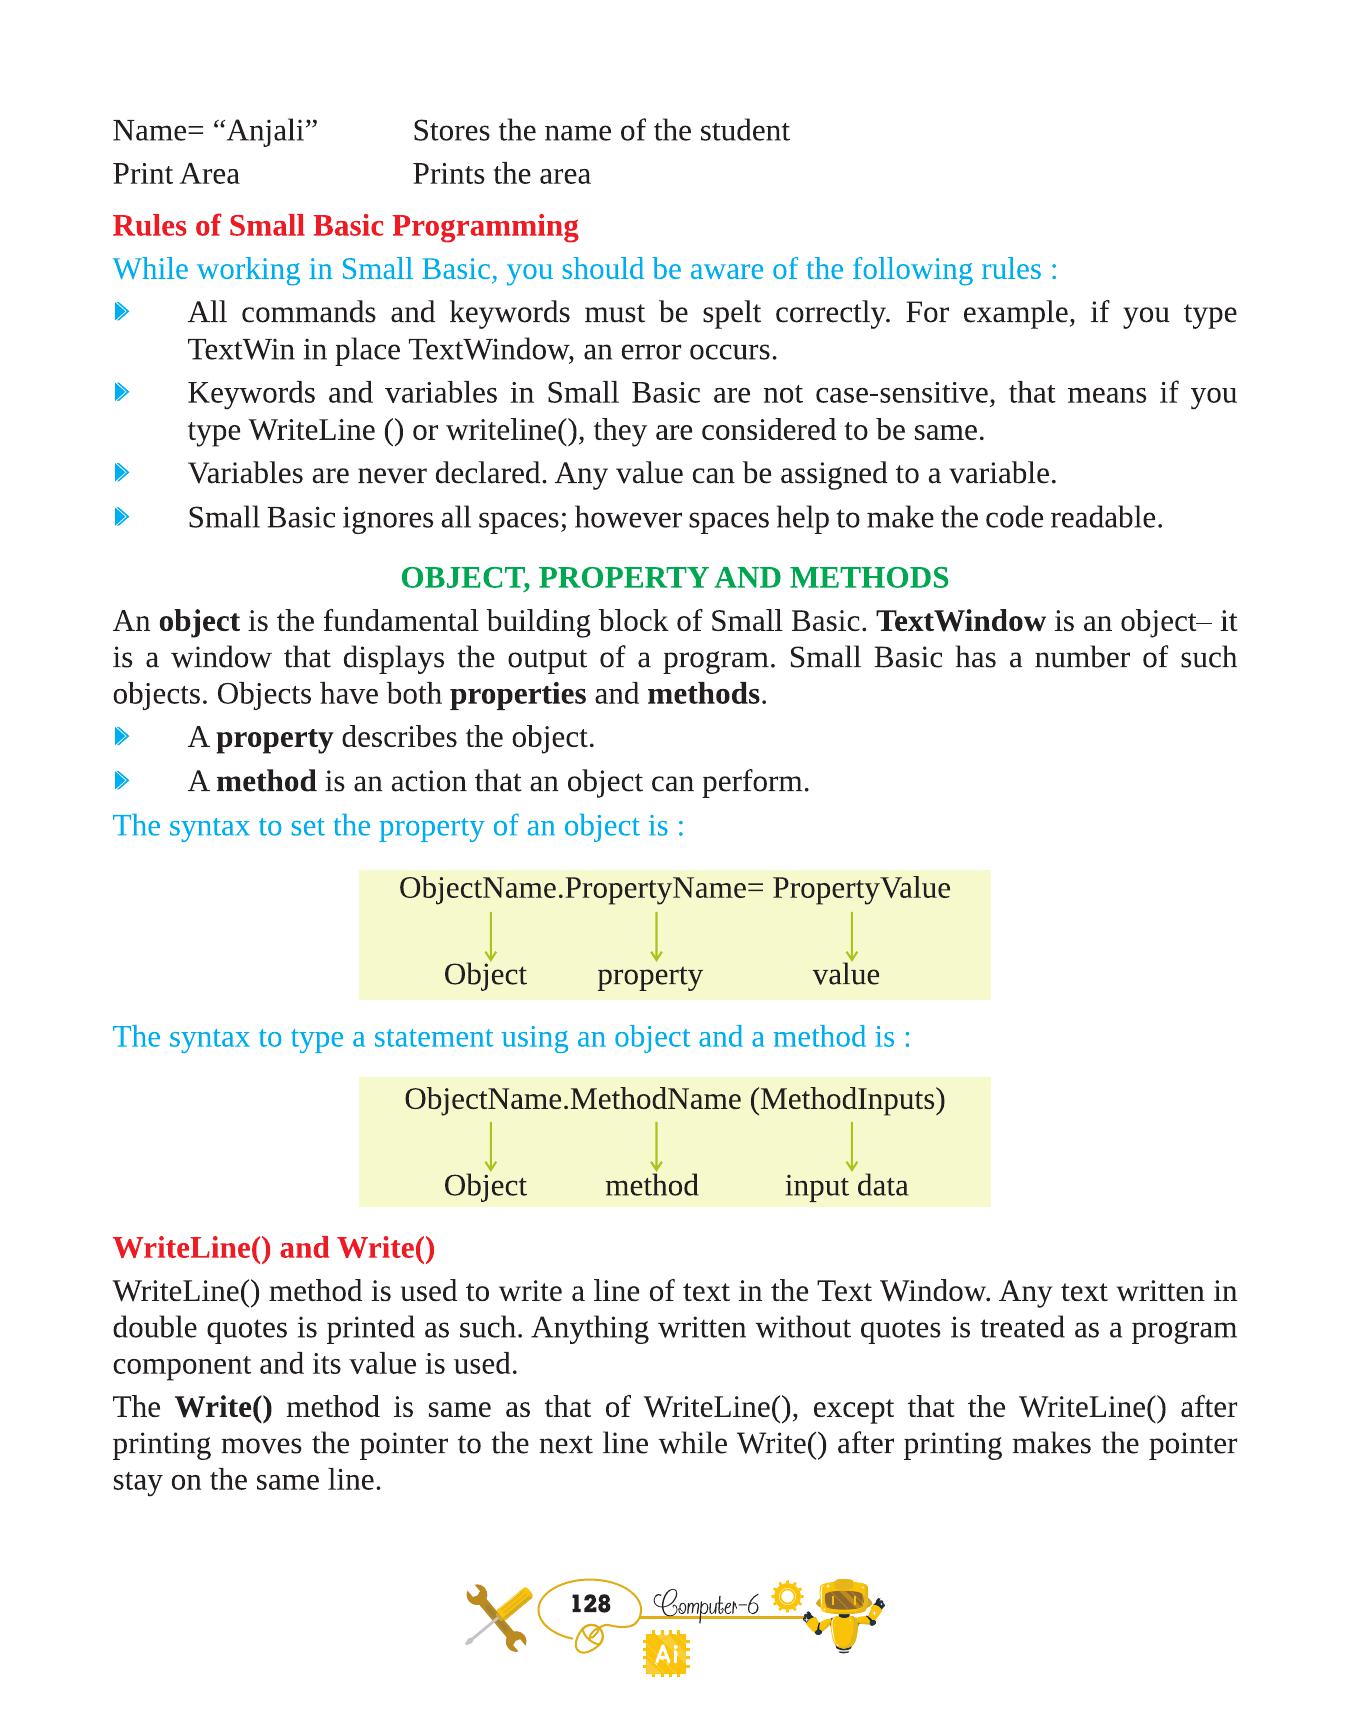 Name= “Anjali” Stores the name of the student
Print Area Prints the area
Rules of Small Basic Programming
While working in Small Basic, you should be aware of the following rules :
All commands and keywords must be spelt correctly. For example, if you type
TextWin in place TextWindow, an error occurs.
Keywords and variables in Small Basic are not case-sensitive, that means if you
type WriteLine () or writeline(), they are considered to be same.
Variables are never declared. Any value can be assigned to a variable.
Small Basic ignores all spaces; however spaces help to make the code readable.
OBJECT, PROPERTY AND METHODS
An object is the fundamental building block of Small Basic. TextWindow is an object– it
is a window that displays the output of a program. Small Basic has a number of such
objects. Objects have both properties and methods.
A property describes the object.
A method is an action that an object can perform.
The syntax to set the property of an object is :
ObjectName.PropertyName= PropertyValue
Object property value
The syntax to type a statement using an object and a method is :
ObjectName.MethodName (MethodInputs)
Object method input data
WriteLine() and Write()
WriteLine() method is used to write a line of text in the Text Window. Any text written in
double quotes is printed as such. Anything written without quotes is treated as a program
component and its value is used.
The Write() method is same as that of WriteLine(), except that the WriteLine() after
printing moves the pointer to the next line while Write() after printing makes the pointer
stay on the same line.
128 Computer-6
Ai